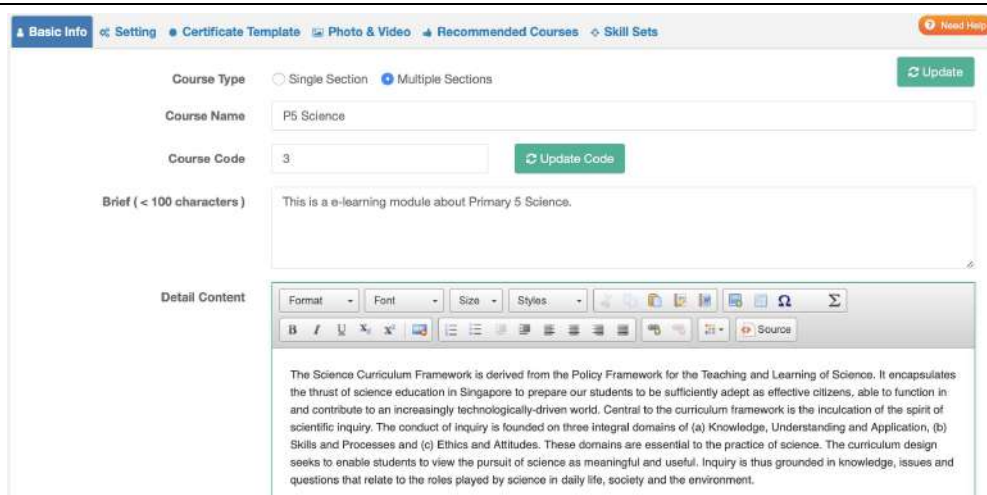 Basic Info Setting Certificate Template Photo & Video Recommended Courses Skill Sets Need Help
Course Type Single Section Multiple Sections Update
Course Name P5 Science
Course Code 3 Update Code
Brief ( < 100 characters ) This is a e-learning module about Primary 5 Science.
Detail Content Format Font Size Styles Ω Σ
B I U X₂ X² Source
The Science Curriculum Framework is derived from the Policy Framework for the Teaching and Learning of Science. It encapsulates
the thrust of science education in Singapore to prepare our students to be sufficiently adept as effective citizens, able to function in
and contribute to an increasingly technologically-driven world. Central to the curriculum framework is the inculcation of the spirit of
scientific inquiry. The conduct of inquiry is founded on three integral domains of (a) Knowledge, Understanding and Application, (b)
Skills and Processes and (c) Ethics and Attitudes. These domains are essential to the practice of science. The curriculum design
seeks to enable students to view the pursuit of science as meaningful and useful. Inquiry is thus grounded in knowledge, issues and
questions that relate to the roles played by science in daily life, society and the environment.